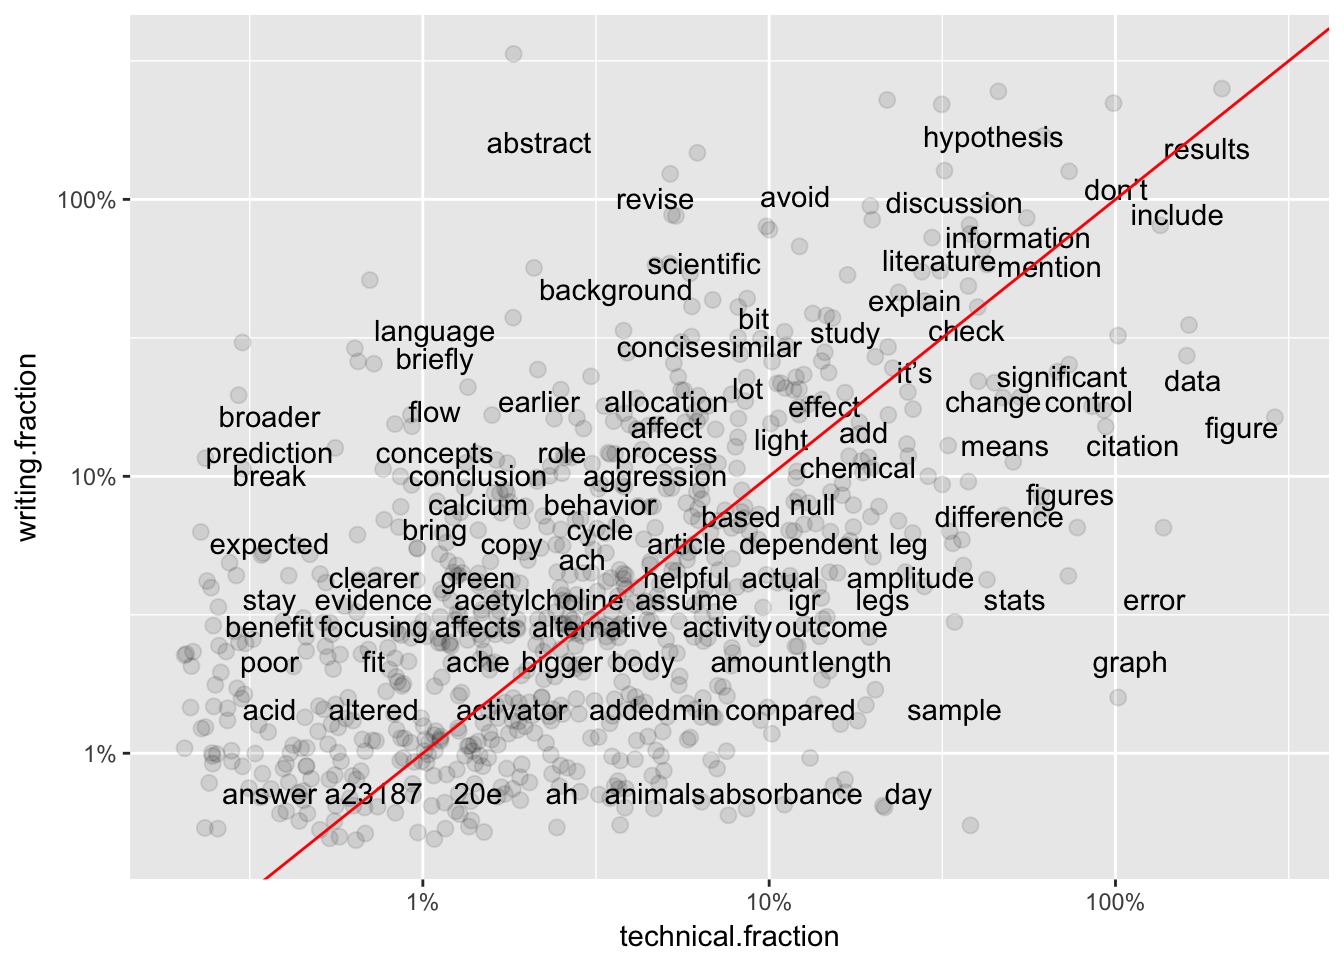 hypothesis
abstract
results
100%
revise
avoid
discussion
don't
include
information
scientific
literature
mention
background
explain
bit
language
study
check
briefly
concisesimilar
it's
significant
data
broader
flow
earlier
allocation
lot
effect
change
control
affect
light
add
figure
prediction
concepts
role
process
means
citation
10%
break
conclusion
aggression
chemical
calcium
behavior
null
figures
bring
cycle
based
difference
expected
copy
ach
article
dependent
leg
clearer
green
helpful
actual
amplitude
stay
evidence
acetylcholine
assume
igr
legs
stats
error
benefit
focusing
affects
alternative
activity
outcome
poor
fit
ache
bigger
body
amount
length
graph
acid
altered
activator
added
min
compared
sample
1%
answer
a23187
20e
ah
animals
absorbance
day
writing.fraction
1% 10% 100%
technical.fraction